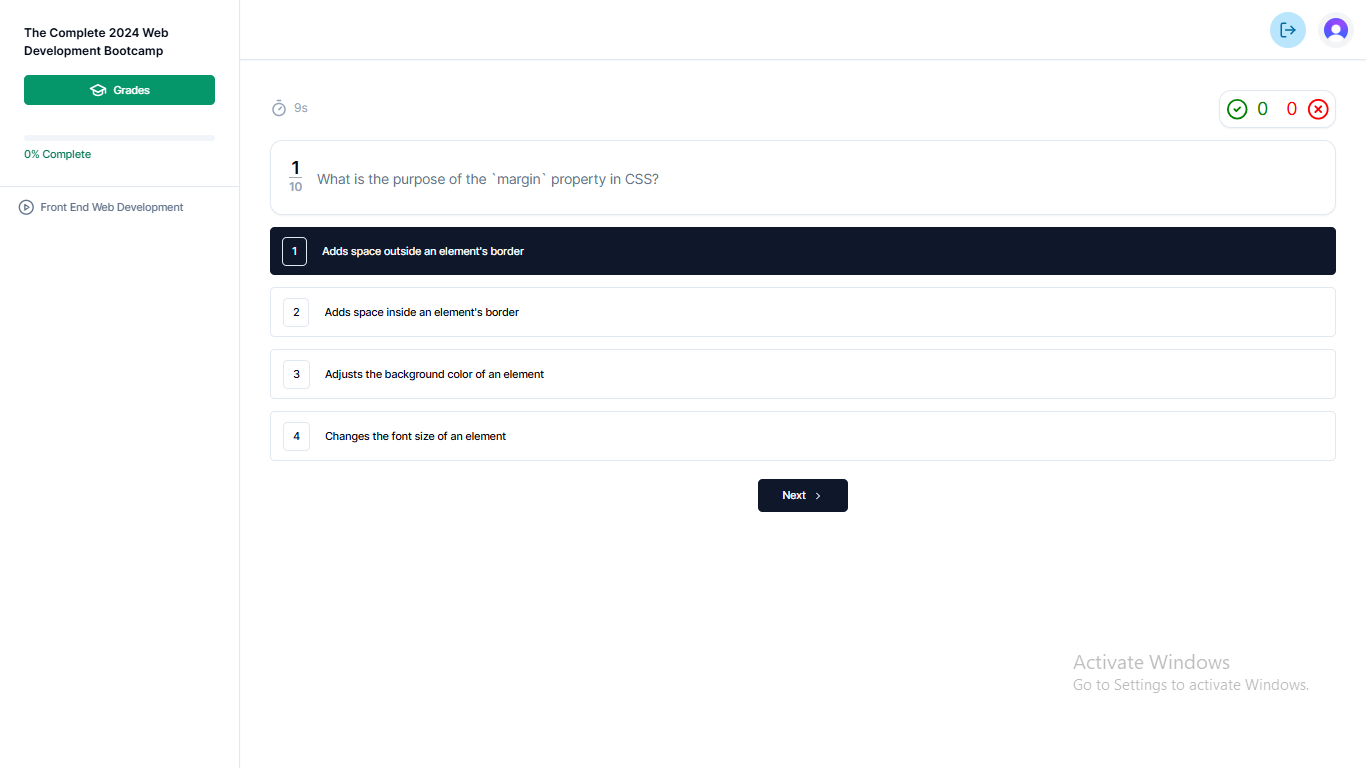 The Complete 2024 Web
Development Bootcamp
Grades
0% Complete
Front End Web Development
9s
0 0
1
10
What is the purpose of the `margin` property in CSS?
1 Adds space outside an element's border
2 Adds space inside an element's border
3 Adjusts the background color of an element
4 Changes the font size of an element
Next
Activate Windows
Go to Settings to activate Windows.